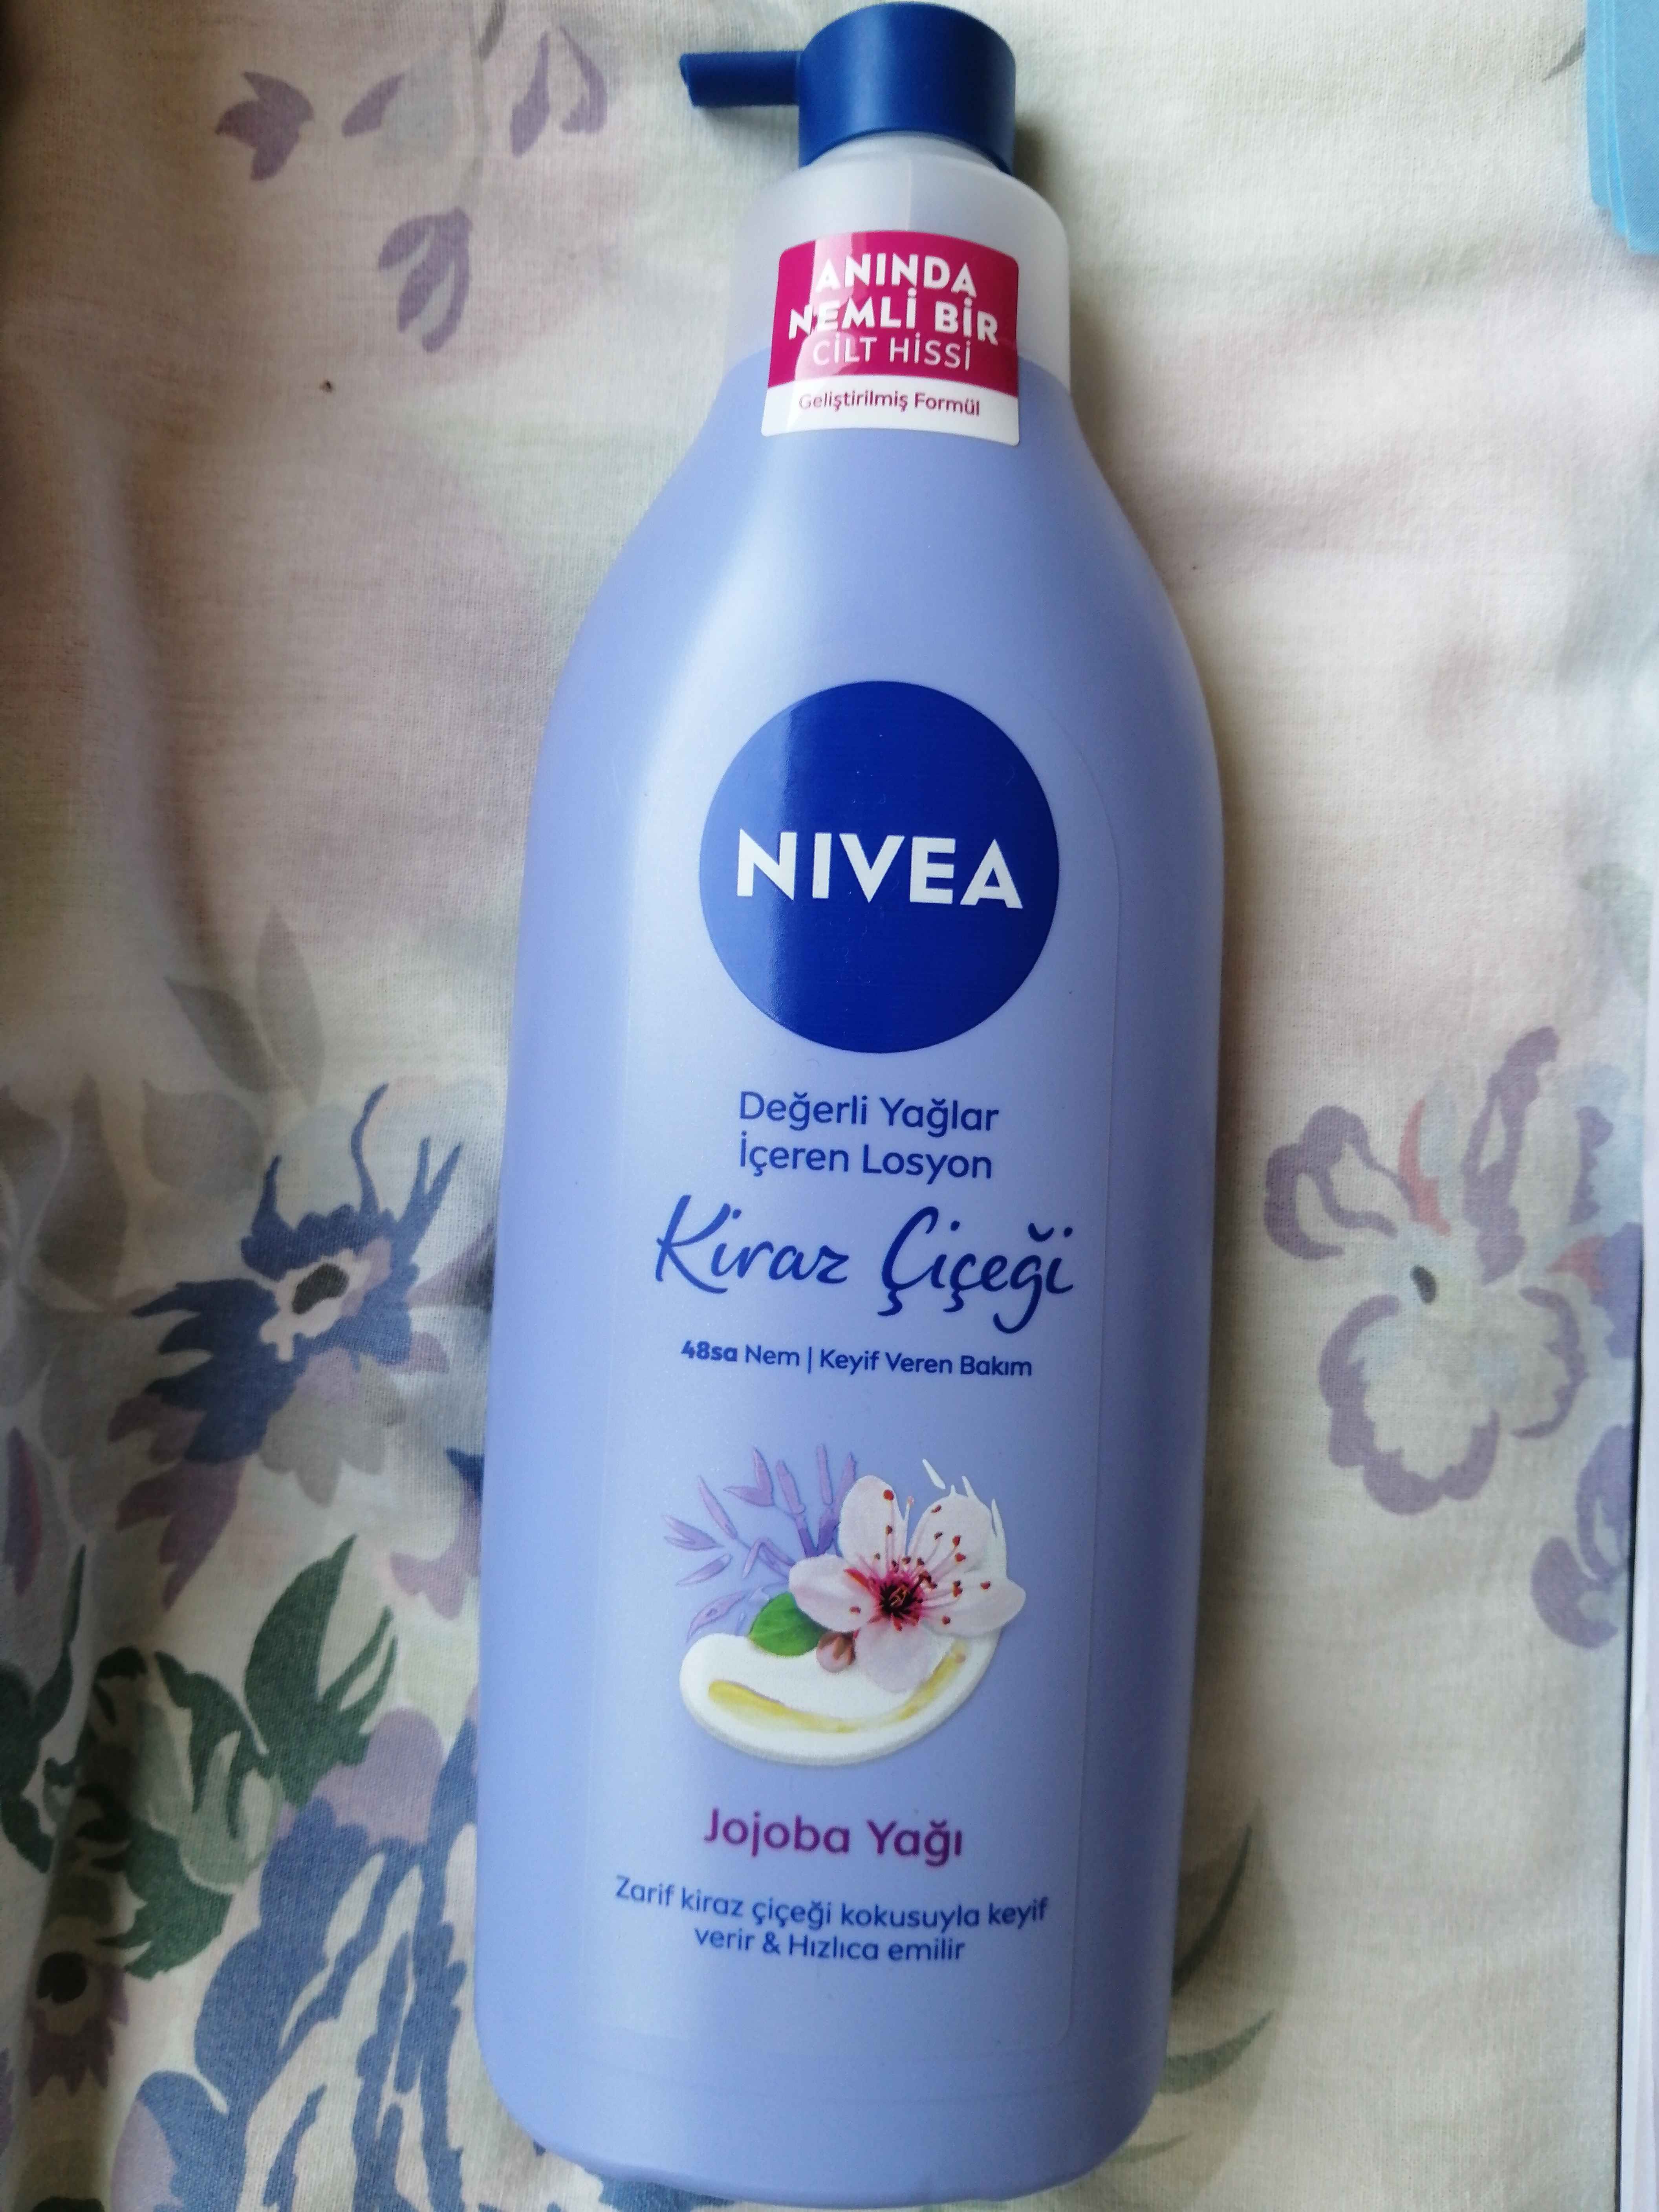 ANINDA
NEMLİ BİR
CİLT HİSSİ
Geliştirilmiş Formül
NIVEA
Değerli Yağlar
İçeren Losyon
Kiraz Çiçeği
48sa Nem | Keyif Veren Bakım
Jojoba Yağı
Zarif kiraz çiçeği kokusuyla keyif
verir & Hızlıca emilir